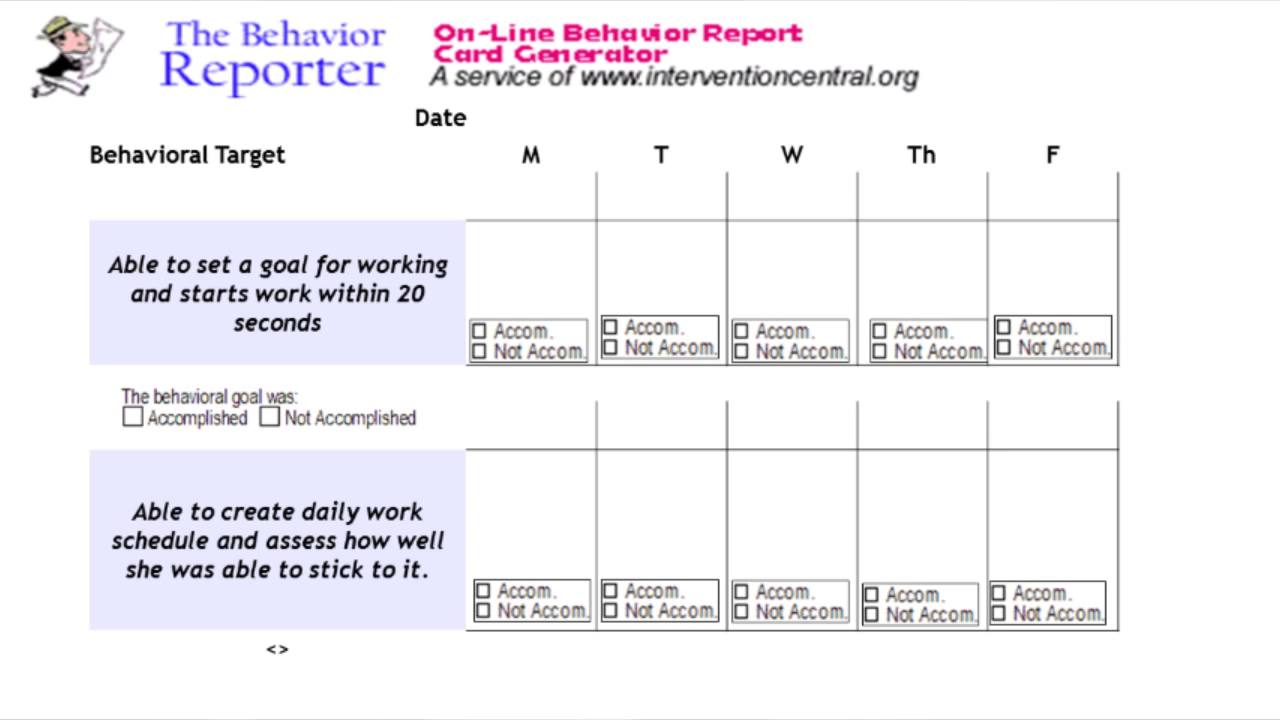 The Behavior
Reporter
On-Line Behavior Report
Card Generator
A service of www.interventioncentral.org
Date
Behavioral Target M T W Th F
Able to set a goal for working
and starts work within 20
seconds
Accom. Accom. Accom. Accom. Accom.
Not Accom. Not Accom. Not Accom. Not Accom. Not Accom.
The behavioral goal was:
Accomplished Not Accomplished
Able to create daily work
schedule and assess how well
she was able to stick to it.
Accom. Accom. Accom. Accom. Accom.
Not Accom. Not Accom. Not Accom. Not Accom. Not Accom.
<>